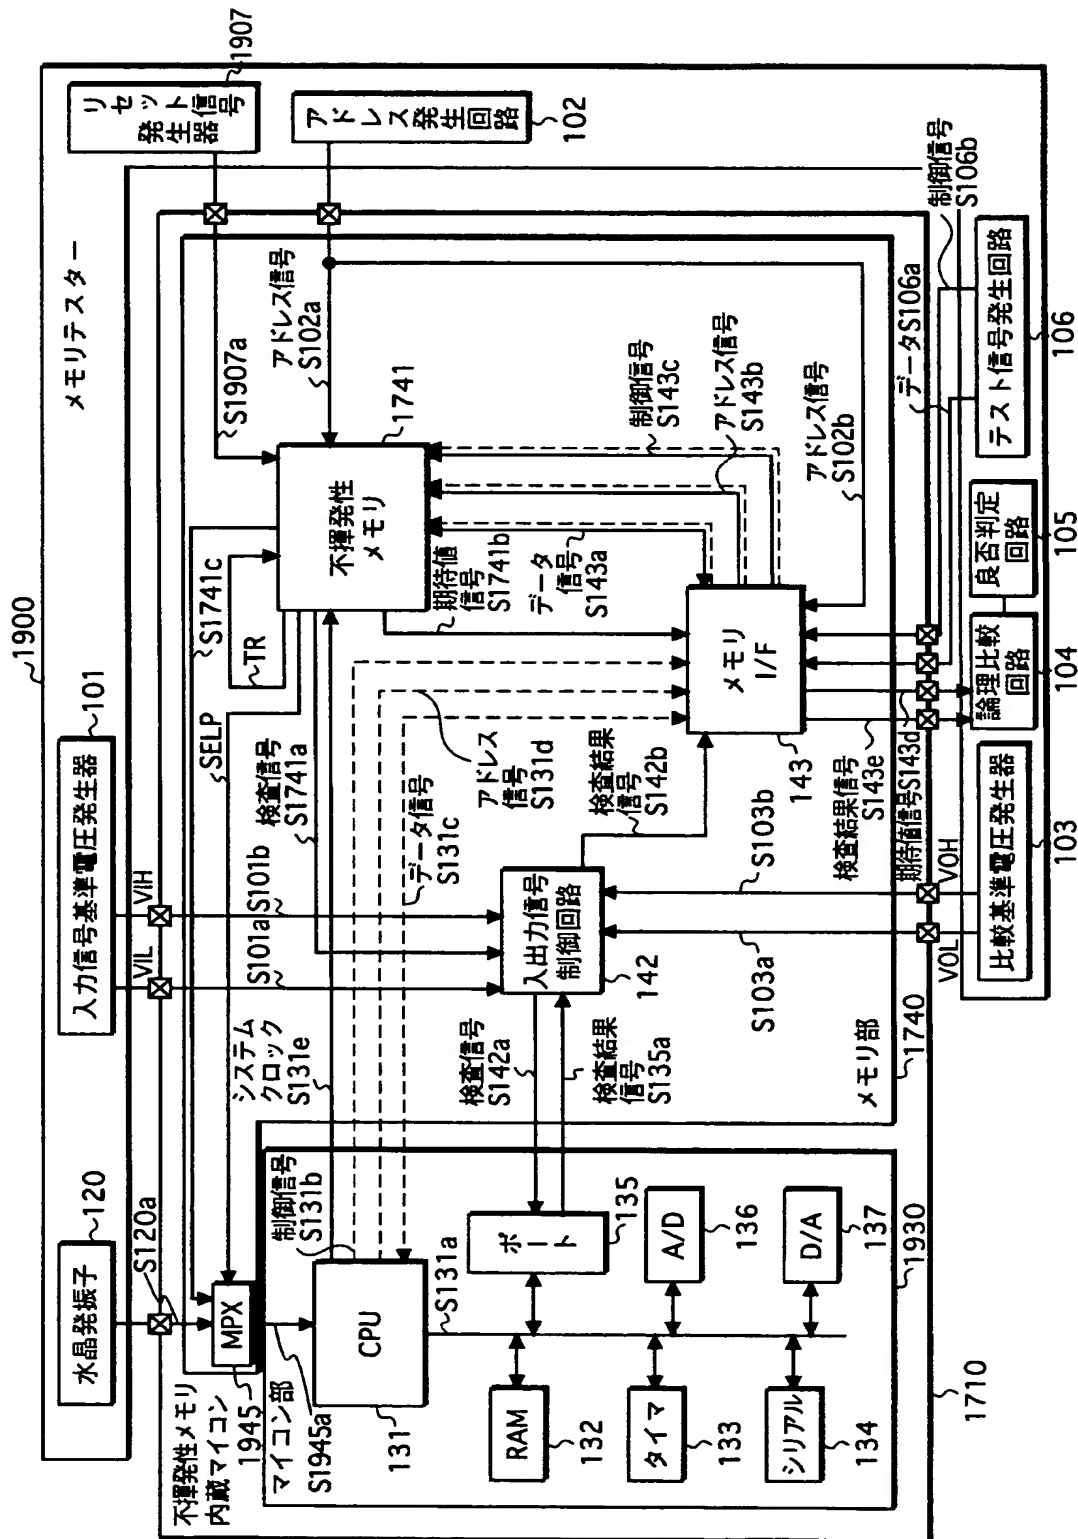 1900
メモリテスター
水晶発振子
120
S120a
入力信号基準電圧発生器
101
VIL
VIH
S101a
S101b
リセット信号
発生器
1907
S1907a
アドレス発生回路
102
アドレス信号
S102a
不揮発性メモリ
内蔵マイコン
1945
MPX
S1945a
SELP
S1741c
TR
システム
クロック
S131e
検査信号
S1741a
不揮発性
メモリ
1741
マイコン部
制御信号
S131b
CPU
131
S131a
データ信号
S131c
アドレス
信号
S131d
期待値
信号
S1741b
データ
信号
S143a
制御信号
S143c
アドレス信号
S143b
アドレス信号
S102b
RAM
132
タイマ
133
シリアル
134
ポート
135
A/D
136
D/A
137
1930
検査信号
S142a
検査結果
信号
S135a
入出力信号
制御回路
142
検査結果
信号
S142b
メモリ
I/F
143
S103a
S103b
検査結果信号
S143e
期待値信号S143d
メモリ部
1740
1710
VOL
VOH
比較基準電圧発生器
103
論理比較
回路
104
良否判定
回路
105
データS106a
制御信号
S106b
テスト信号発生回路
106